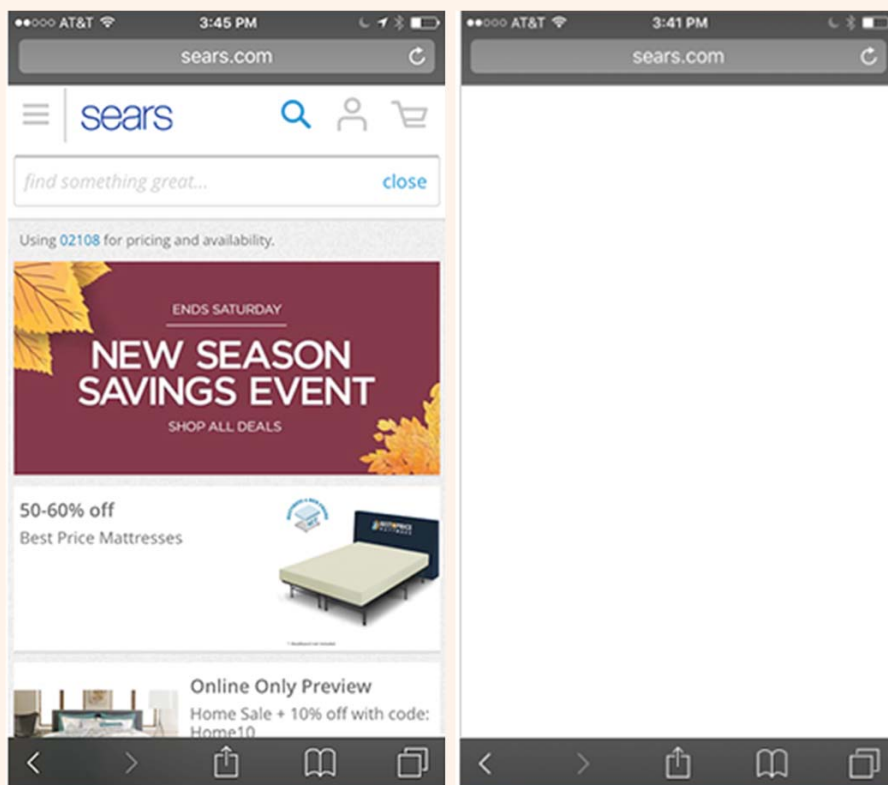 AT&T 3:45 PM
sears.com
sears
find something great... close
Using 02108 for pricing and availability.
ENDS SATURDAY
NEW SEASON
SAVINGS EVENT
SHOP ALL DEALS
50-60% off
Best Price Mattresses
Online Only Preview
Home Sale + 10% off with code:
Home10
AT&T 3:41 PM
sears.com